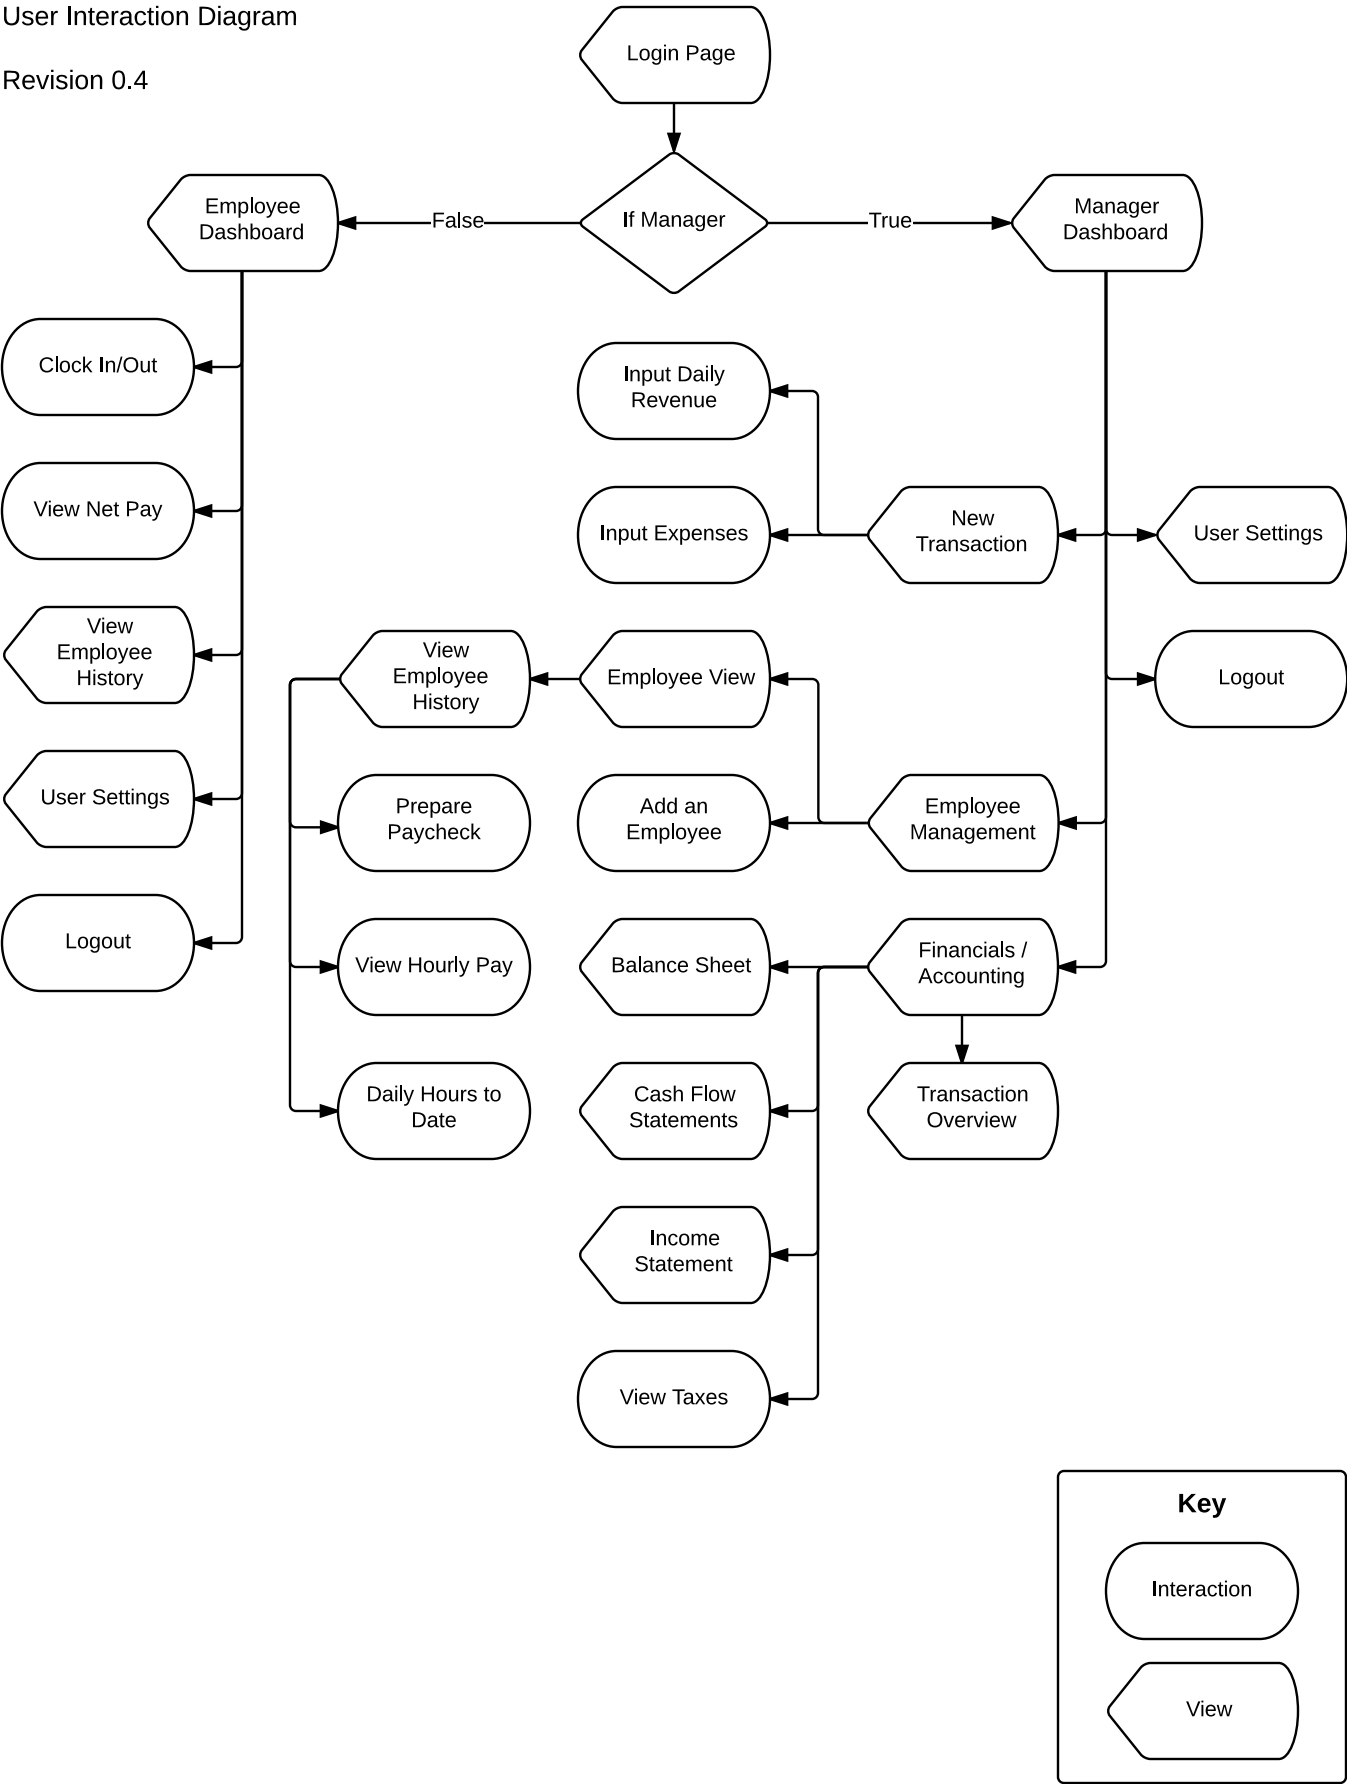 User Interaction Diagram
Revision 0.4
Login Page
If Manager
False
True
Employee
Dashboard
Manager
Dashboard
Clock In/Out
View Net Pay
View
Employee
History
User Settings
Logout
Input Daily
Revenue
Input Expenses
New
Transaction
User Settings
Logout
View
Employee
History
Employee View
Prepare
Paycheck
Add an
Employee
Employee
Management
View Hourly Pay
Balance Sheet
Financials /
Accounting
Daily Hours to
Date
Cash Flow
Statements
Transaction
Overview
Income
Statement
View Taxes
Key
Interaction
View